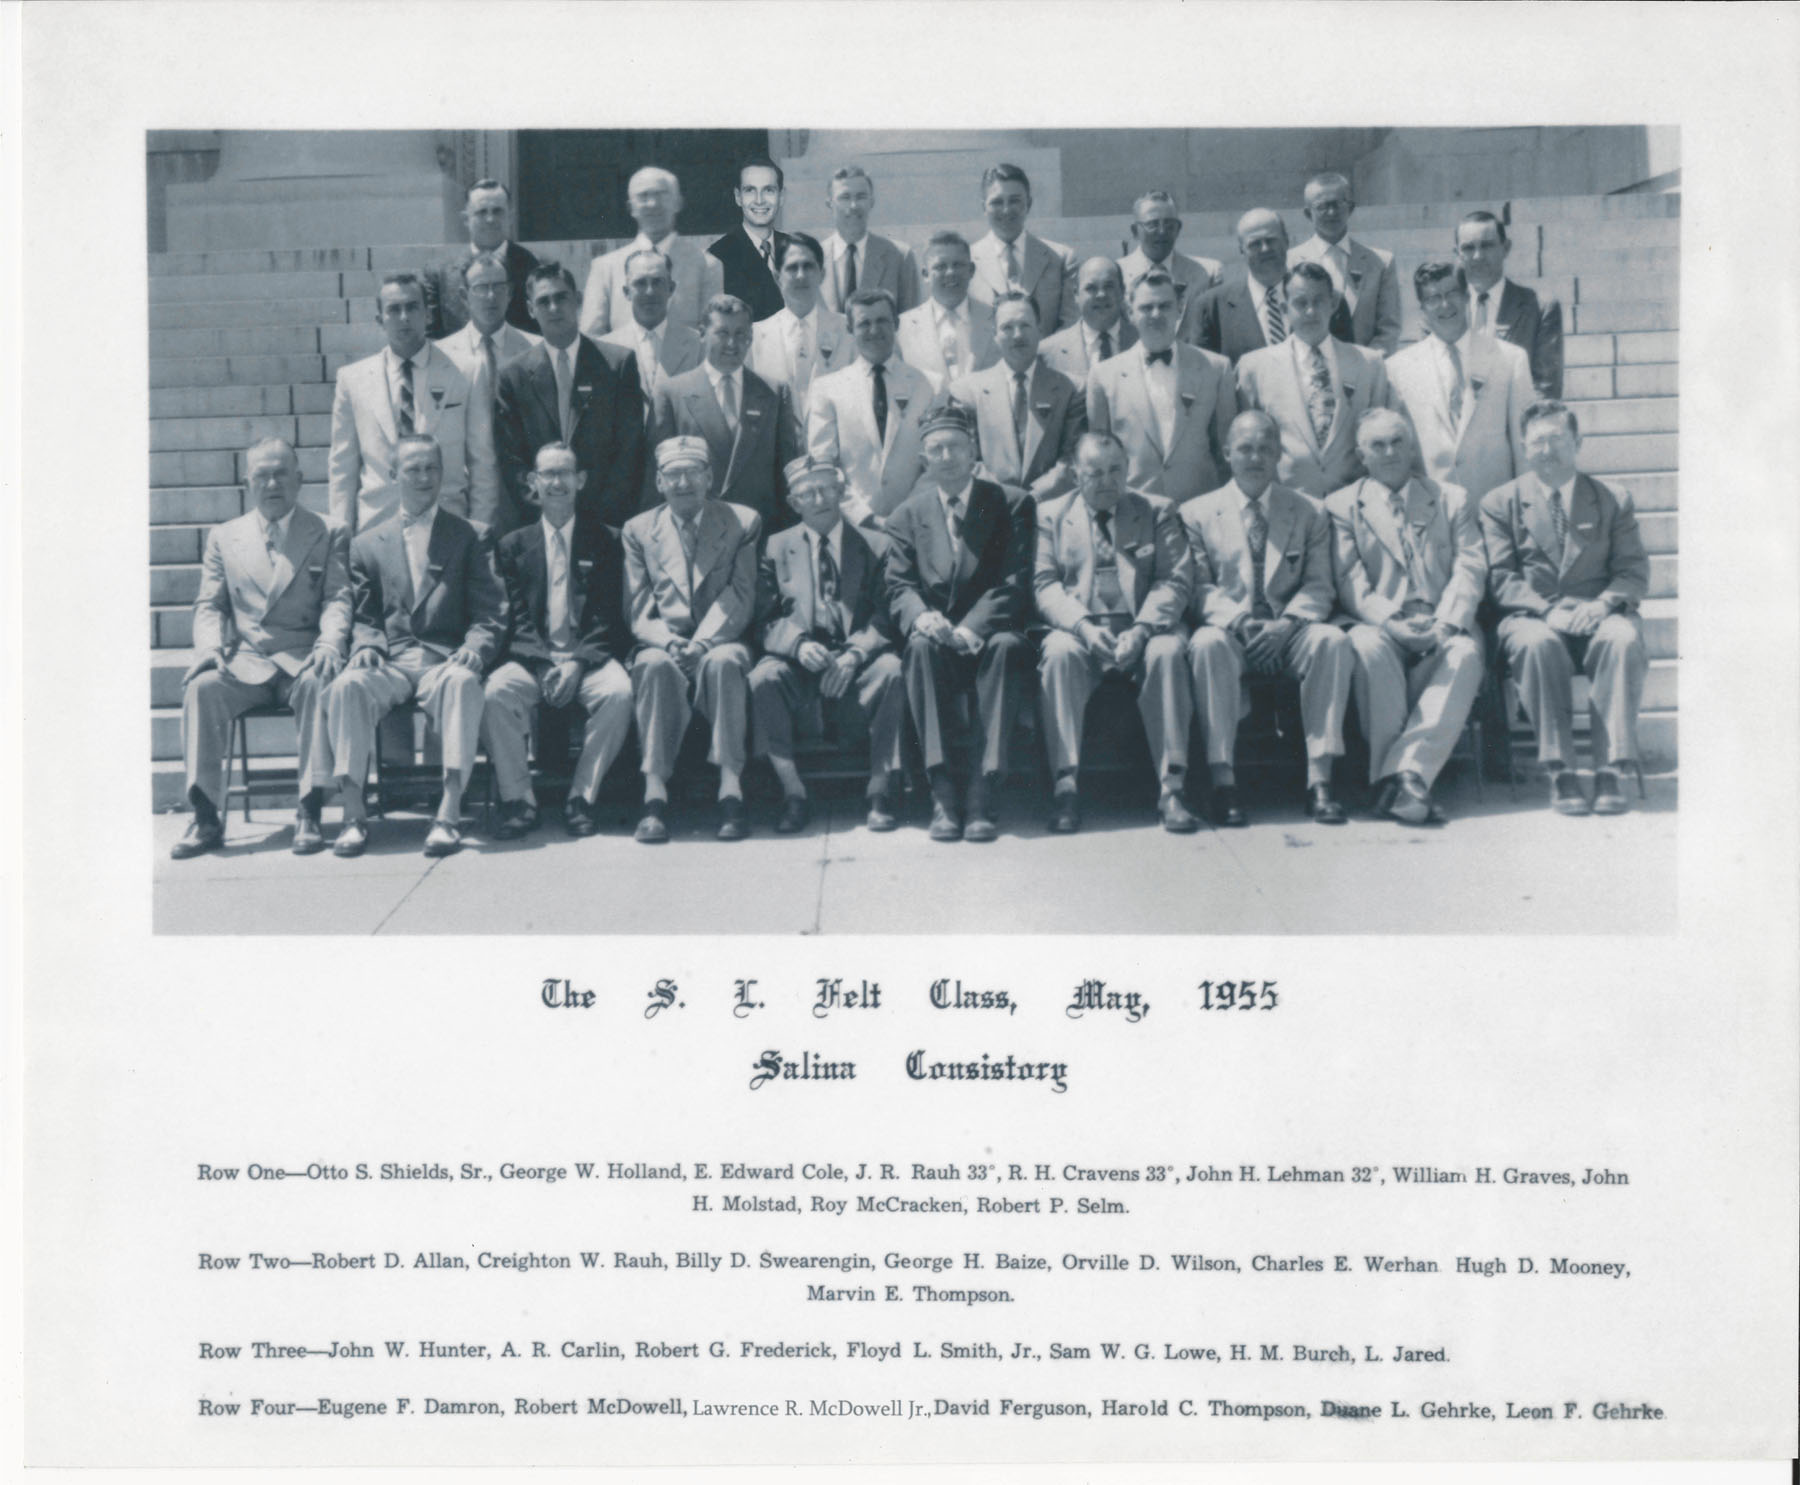 The S. L. Felt Class, May, 1955
Salina Consistory
Row One—Otto S. Shields, Sr., George W. Holland, E. Edward Cole, J. R. Rauh 33°, R. H. Cravens 33°, John H. Lehman 32°, William H. Graves, John
H. Molstad, Roy McCracken, Robert P. Selm.
Row Two—Robert D. Allan, Creighton W. Rauh, Billy D. Swearengin, George H. Baize, Orville D. Wilson, Charles E. Werhan Hugh D. Mooney,
Marvin E. Thompson.
Row Three—John W. Hunter, A. R. Carlin, Robert G. Frederick, Floyd L. Smith, Jr., Sam W. G. Lowe, H. M. Burch, L. Jared.
Row Four—Eugene F. Damron, Robert McDowell, Lawrence R. McDowell Jr., David Ferguson, Harold C. Thompson, Duane L. Gehrke, Leon F. Gehrke.